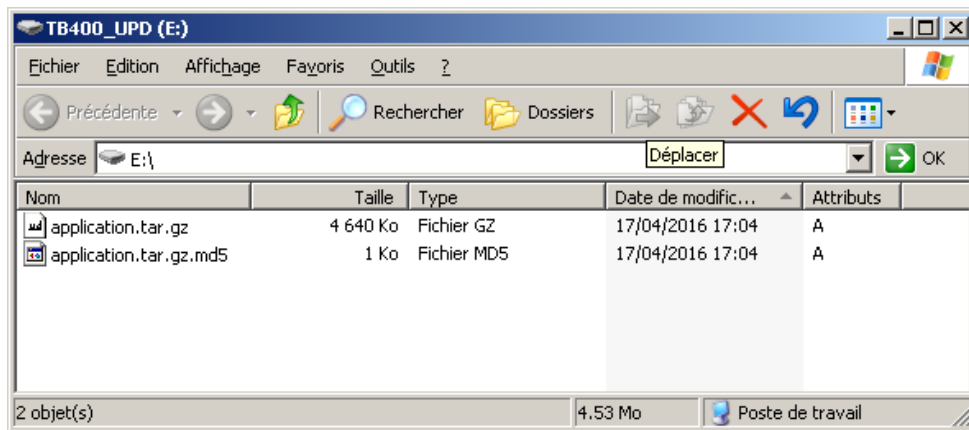 TB400_UPD (E:)
Fichier Edition Affichage Favoris Outils ?
Précédente Rechercher Dossiers
Déplacer
Adresse E:\ OK
Nom Taille Type Date de modific... Attributs
application.tar.gz 4 640 Ko Fichier GZ 17/04/2016 17:04 A
application.tar.gz.md5 1 Ko Fichier MD5 17/04/2016 17:04 A
2 objet(s) 4.53 Mo Poste de travail